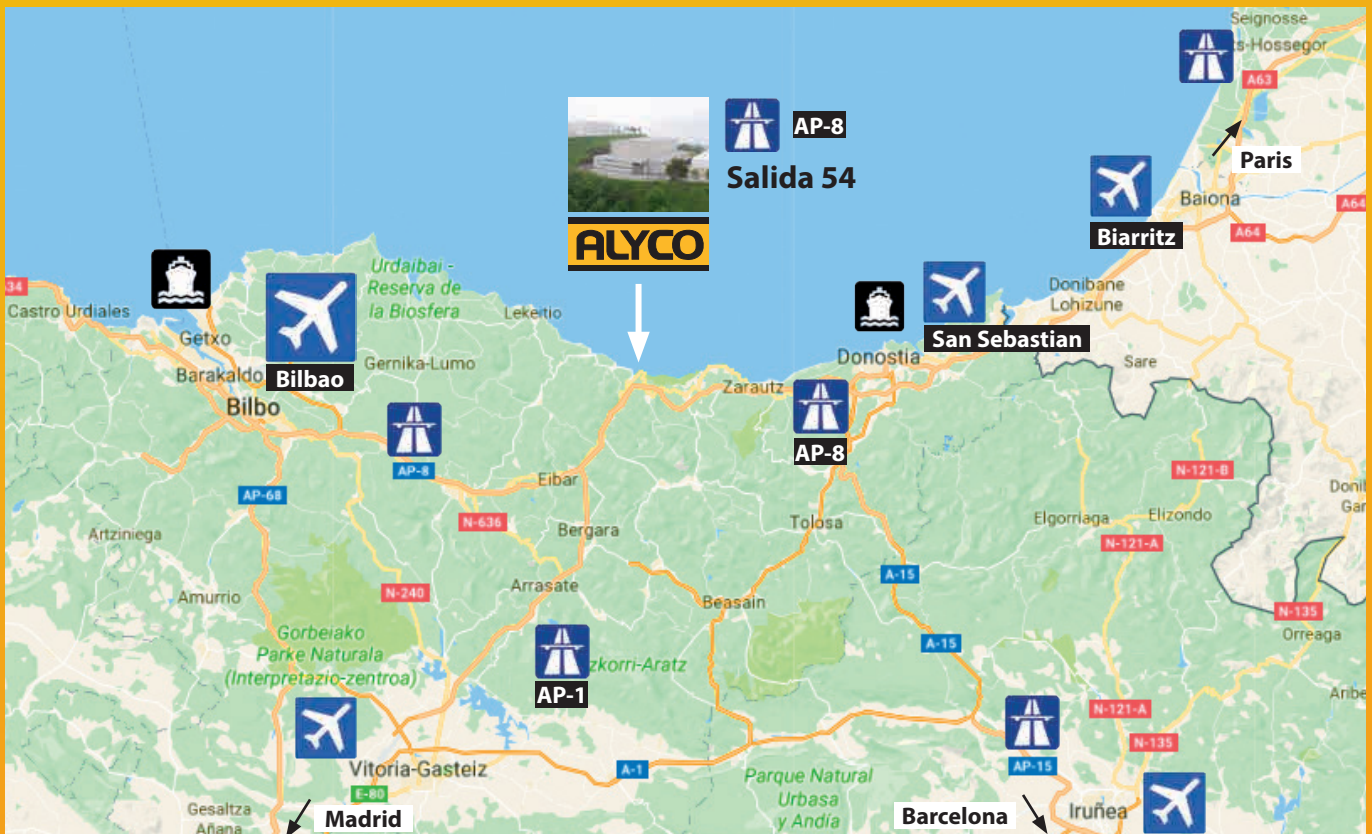 Seignosse
ts-Hossegor
A63
AP-8
Salida 54
ALYCO
Paris
Baiona
A64
A64
Biarritz
Urdaibai -
Reserva de
la Biosfera
Castro Urdiales
Getxo
Lekeitio
Donibane
Lohizune
San Sebastian
Donostia
Sare
Gernika-Lumo
Barakaldo
Bilbao
Bilbo
Zarautz
AP-8
AP-8
AP-68
Eibar
N-121-B
N-636
Bergara
Tolosa
Elgorriaga
Elizondo
Artziniega
N-121-A
A-15
Arrasate
N-240
Amurrio
Beasain
N-135
Orreaga
Gorbeiako
Parke Naturala
(Interpretazio-zentroa)
A-15
zkorri-Aratz
AP-1
N-121-A
N-135
Vitoria-Gasteiz
A-1
AP-15
Parque Natural
Urbasa
y Andía
E-80
Gesaltza
Añana
Madrid
Barcelona
Iruñea